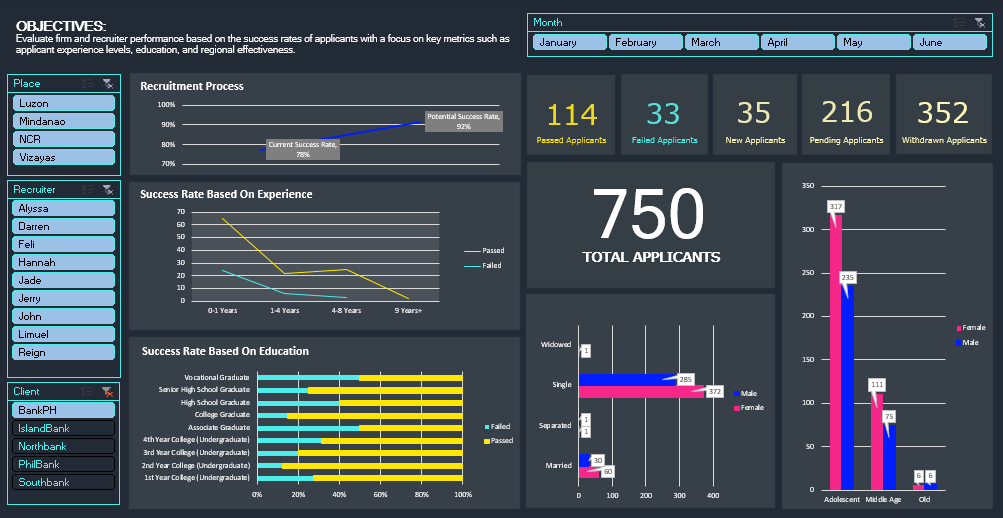 OBJECTIVES:
Evaluate firm and recruiter performance based on the success rates of applicants with a focus on key metrics such as
applicant experience levels, education, and regional effectiveness.
Month
January
February
March
April
May
June
Place
Luzon
Mindanao
NCR
Vizayas
Recruiter
Alyssa
Darren
Feli
Hannah
Jade
Jerry
John
Limuel
Reign
Client
BankPH
IslandBank
Northbank
PhilBank
Southbank
Recruitment Process
100%
90%
80%
70%
Potential Success Rate,
92%
Current Success Rate,
78%
Success Rate Based On Experience
70
60
50
40
30
20
10
0
0-1 Years
1-4 Years
4-8 Years
9 Years+
Passed
Failed
Success Rate Based On Education
Vocational Graduate
Senior High School Graduate
High School Graduate
College Graduate
Associate Graduate
4th Year College (Undergraduate)
3rd Year College (Undergraduate)
2nd Year College (Undergraduate)
1st Year College (Undergraduate)
0%
20%
40%
60%
80%
100%
Failed
Passed
114
Passed Applicants
33
Failed Applicants
35
New Applicants
216
Pending Applicants
352
Withdrawn Applicants
750
TOTAL APPLICANTS
Widowed
1
Single
285
372
Separated
1
1
Married
30
60
0
100
200
300
400
Male
Female
350
300
250
200
150
100
50
0
317
235
111
75
6
6
Adolescent
Middle Age
Old
Female
Male